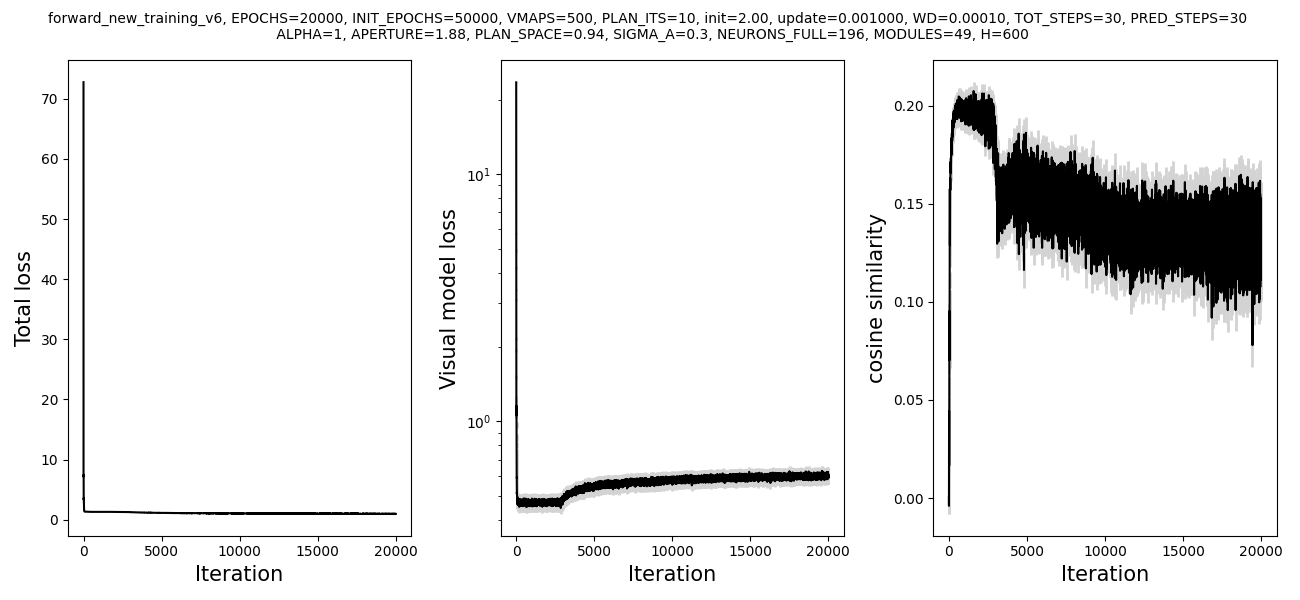 forward_new_training_v6, EPOCHS=20000, INIT_EPOCHS=50000, VMAPS=500, PLAN_ITS=10, init=2.00, update=0.001000, WD=0.00010, TOT_STEPS=30, PRED_STEPS=30
ALPHA=1, APERTURE=1.88, PLAN_SPACE=0.94, SIGMA_A=0.3, NEURONS_FULL=196, MODULES=49, H=600
Total loss
70
60
50
40
30
20
10
0
0 5000 10000 15000 20000
Iteration
Visual model loss
10^1
10^0
0 5000 10000 15000 20000
Iteration
cosine similarity
0.20
0.15
0.10
0.05
0.00
0 5000 10000 15000 20000
Iteration